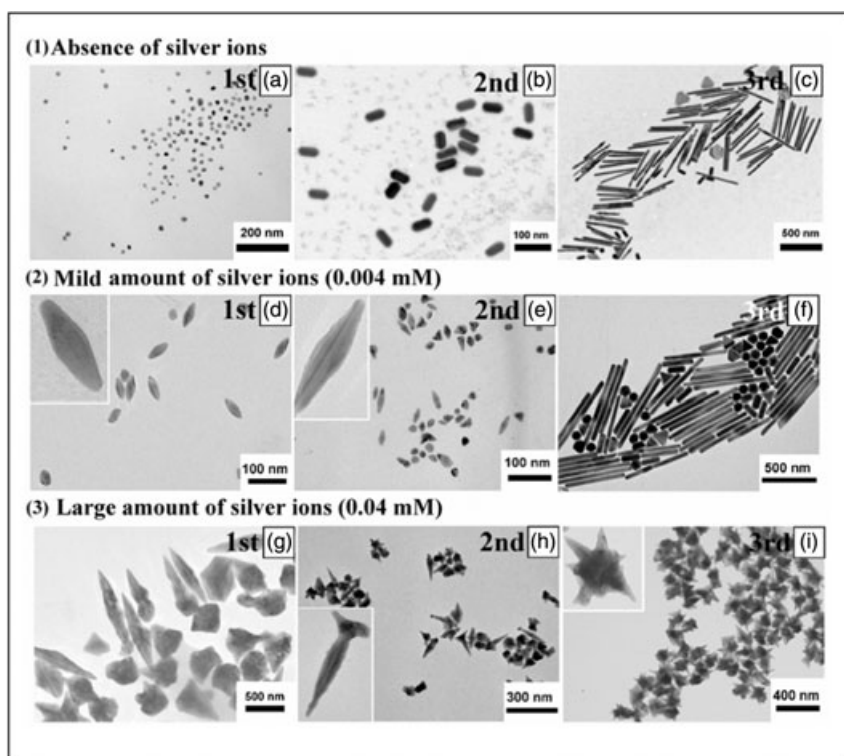 (1) Absence of silver ions
1st (a)
2nd (b)
3rd (c)
200 nm
100 nm
500 nm
(2) Mild amount of silver ions (0.004 mM)
1st (d)
2nd (e)
3rd (f)
100 nm
100 nm
500 nm
(3) Large amount of silver ions (0.04 mM)
1st (g)
2nd (h)
3rd (i)
500 nm
300 nm
400 nm